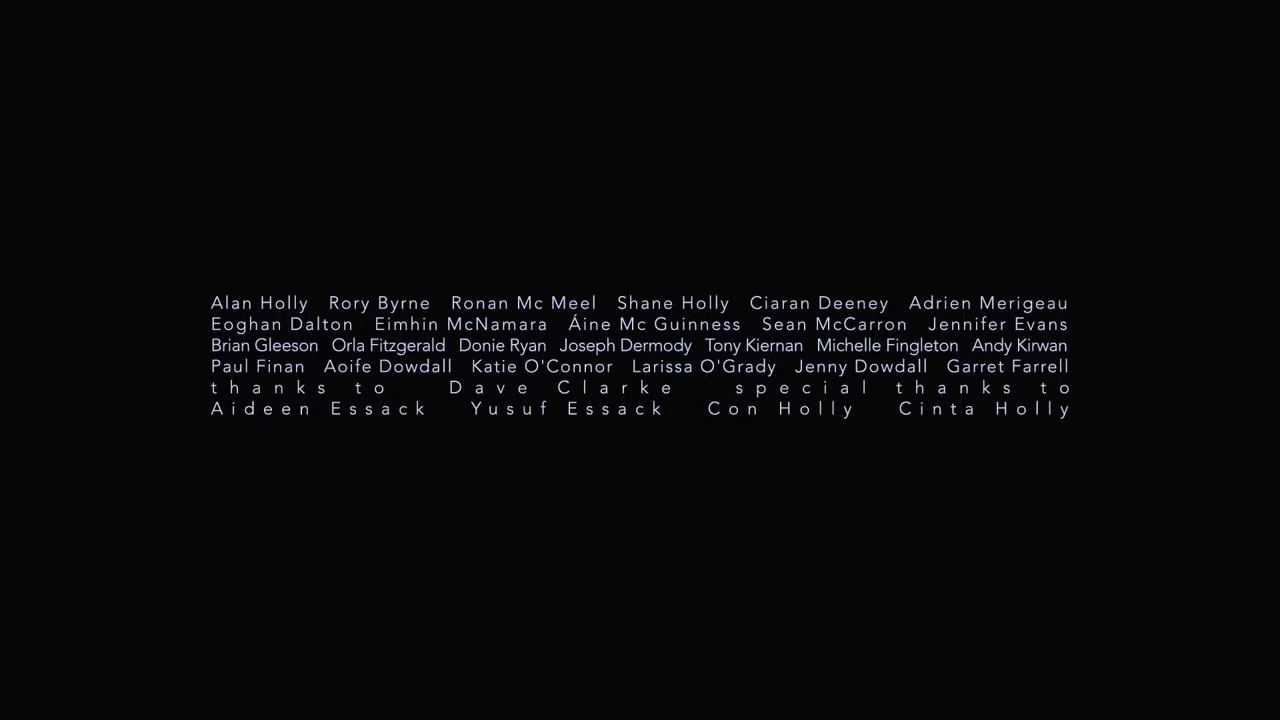 Alan Holly Rory Byrne Ronan Mc Meel Shane Holly Ciaran Deeney Adrien Merigeau
Eoghan Dalton Eimhin McNamara Áine Mc Guinness Sean McCarron Jennifer Evans
Brian Gleeson Orla Fitzgerald Donie Ryan Joseph Dermody Tony Kiernan Michelle Fingleton Andy Kirwan
Paul Finan Aoife Dowdall Katie O'Connor Larissa O'Grady Jenny Dowdall Garret Farrell
thanks to Dave Clarke special thanks to
Aideen Essack Yusuf Essack Con Holly Cinta Holly